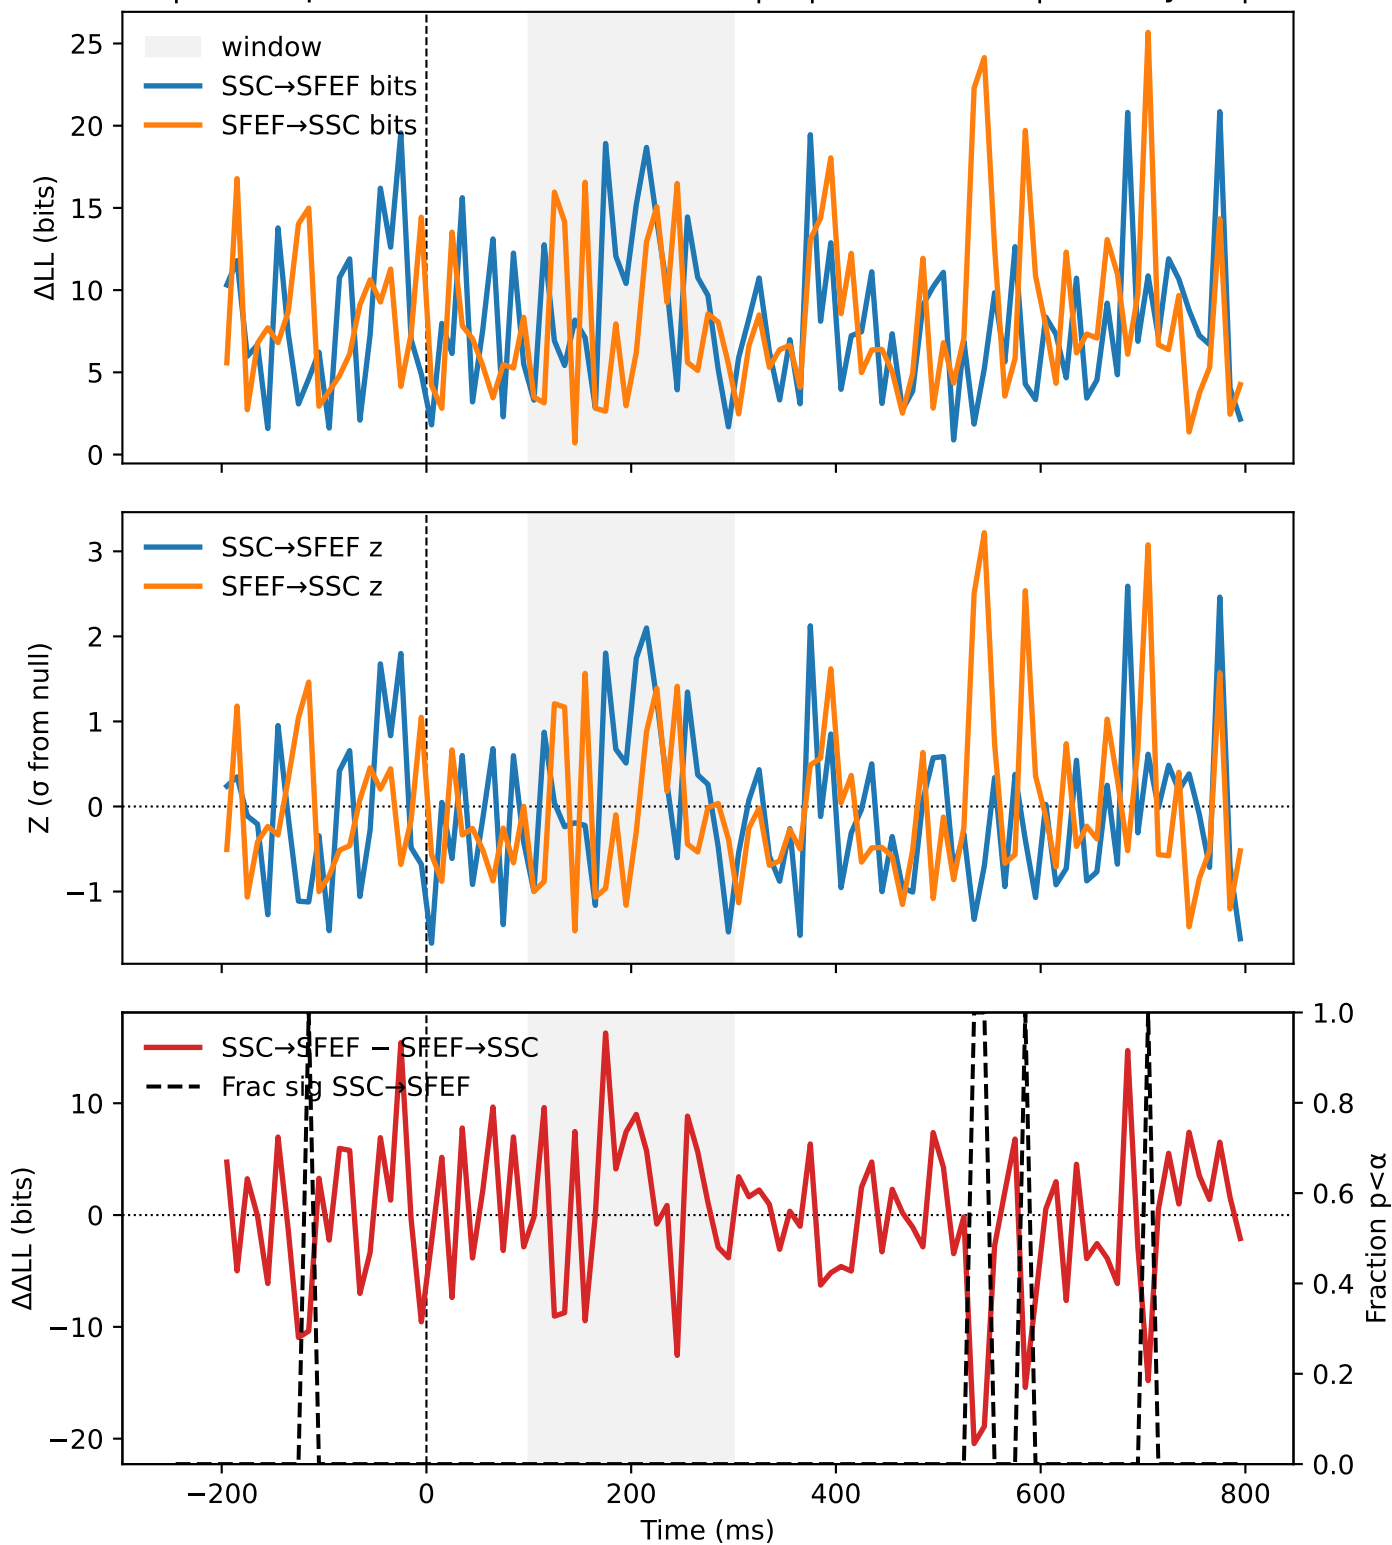 25
20
15
10
5
0
ΔLL (bits)
window
SSC→SFEF bits
SFEF→SSC bits
3
2
1
0
−1
Z (σ from null)
SSC→SFEF z
SFEF→SSC z
10
0
−10
−20
ΔΔLL (bits)
SSC→SFEF − SFEF→SSC
Frac sig SSC→SFEF
1.0
0.8
0.6
0.4
0.2
0.0
Fraction p<α
−200 0 200 400 600 800
Time (ms)